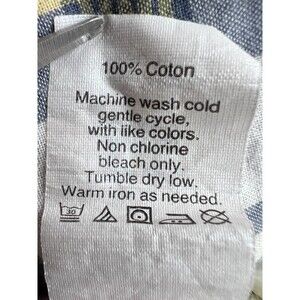 100% Coton
Machine wash cold
gentle cycle,
with like colors.
Non chlorine
bleach only.
Tumble dry low.
Warm iron as needed.
30